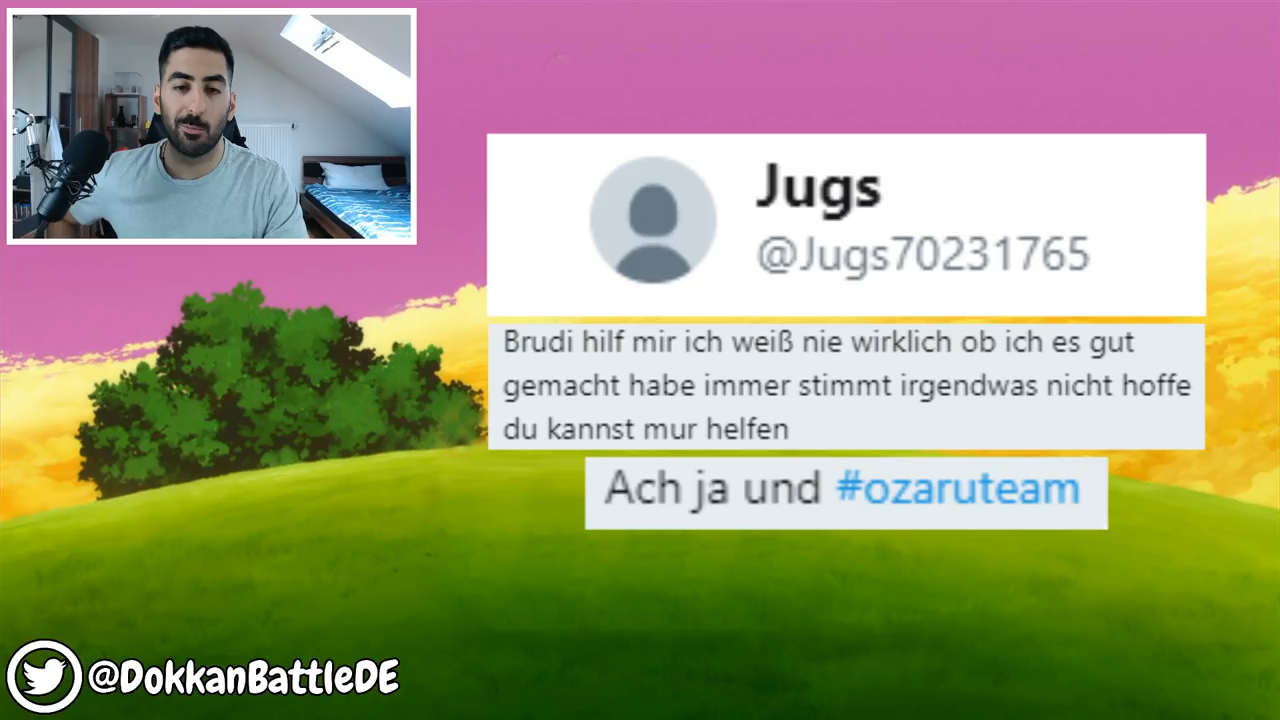 Jugs
@Jugs70231765
Brudi hilf mir ich weiß nie wirklich ob ich es gut
gemacht habe immer stimmt irgendwas nicht hoffe
du kannst mur helfen
Ach ja und #ozaruteam
@DokkanBattleDE